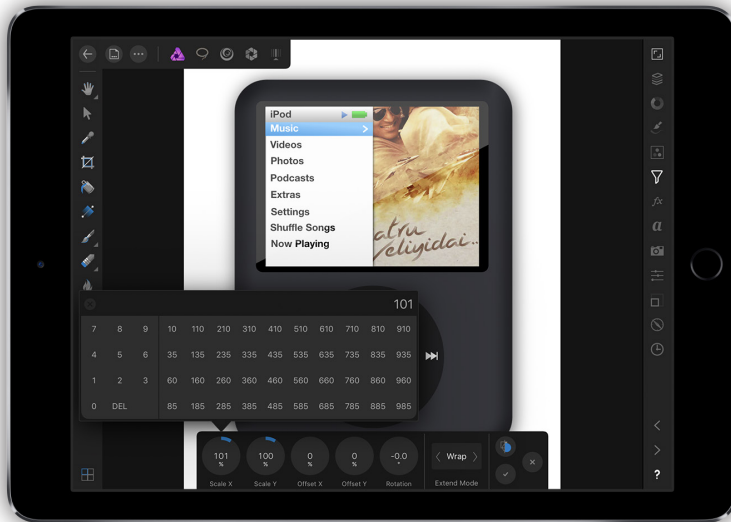 iPod
Music
Videos
Photos
Podcasts
Extras
Settings
Shuffle Songs
Now Playing
atru
Veliyidai..
101
7 8 9 10 110 210 310 410 510 610 710 810 910
4 5 6 35 135 235 335 435 535 635 735 835 935
1 2 3 60 160 260 360 460 560 660 760 860 960
0 DEL 85 185 285 385 485 585 685 785 885 985
101 % 100 % 0 % 0 % -0.0 ° Wrap
Scale X Scale Y Offset X Offset Y Rotation Extend Mode
fx
a
?